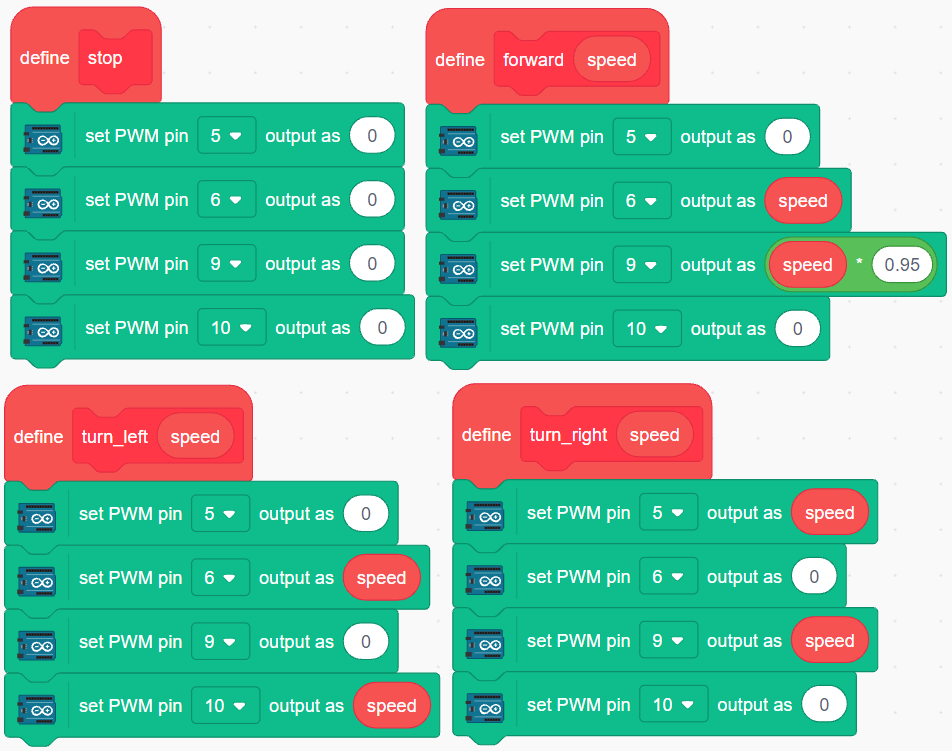 define stop
set PWM pin 5 output as 0
set PWM pin 6 output as 0
set PWM pin 9 output as 0
set PWM pin 10 output as 0
define forward speed
set PWM pin 5 output as 0
set PWM pin 6 output as speed
set PWM pin 9 output as speed * 0.95
set PWM pin 10 output as 0
define turn_left speed
set PWM pin 5 output as 0
set PWM pin 6 output as speed
set PWM pin 9 output as 0
set PWM pin 10 output as speed
define turn_right speed
set PWM pin 5 output as speed
set PWM pin 6 output as 0
set PWM pin 9 output as speed
set PWM pin 10 output as 0